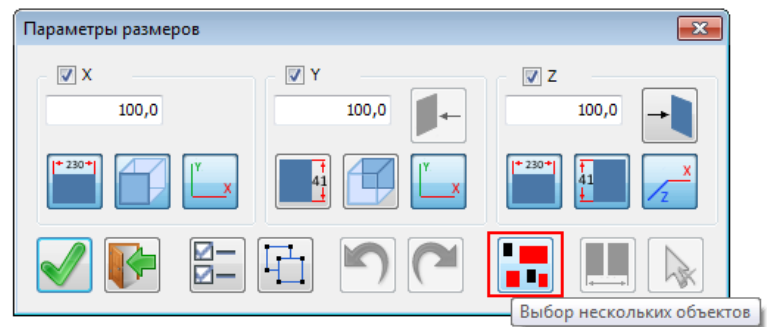 Параметры размеров
X Y Z
100,0 100,0 100,0
230 Y X 41 Y X 230 41 X Z
Выбор нескольких объектов